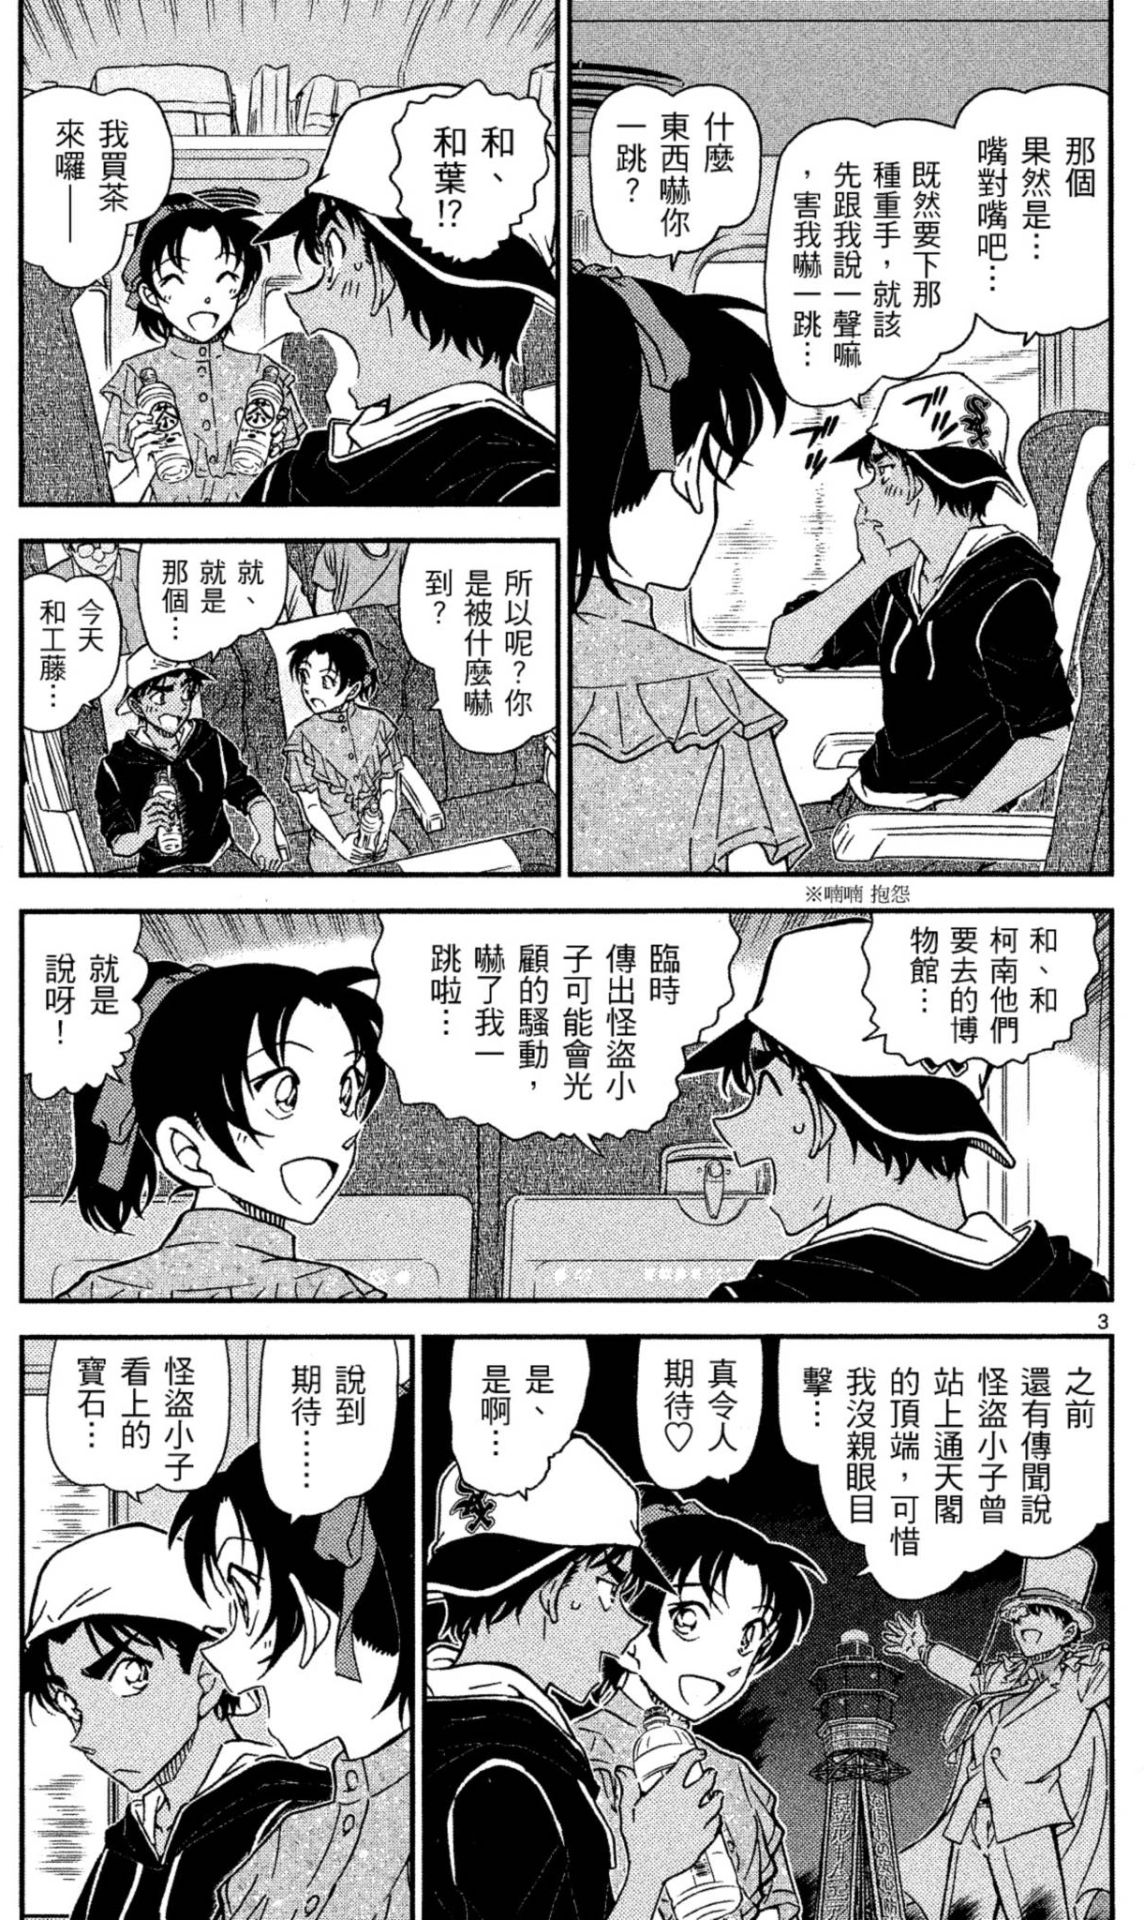 那個
果然是…
嘴對嘴吧…
既然要下那
種重手，就該
先跟我說一聲嘛
，害我嚇一跳…
什麼
東西嚇你
一跳？
和、
和葉!?
我買茶
來囉——
茶
茶
所以呢？你
是被什麼嚇
到？
就、
就是
那個…
今天
和工藤…
※喃喃 抱怨
和、和
柯南他們
要去的博
物館…
臨時
傳出怪盜小
子可能會光
顧的騷動，
嚇了我一
跳啦…
就是
說呀！
3
之前
還有傳聞說
怪盜小子曾
站上通天閣
的頂端，可惜
我沒親眼目
擊…
真令人
期待♡
是、
是啊…
說到
期待……
怪盜小子
看上的
寶石…